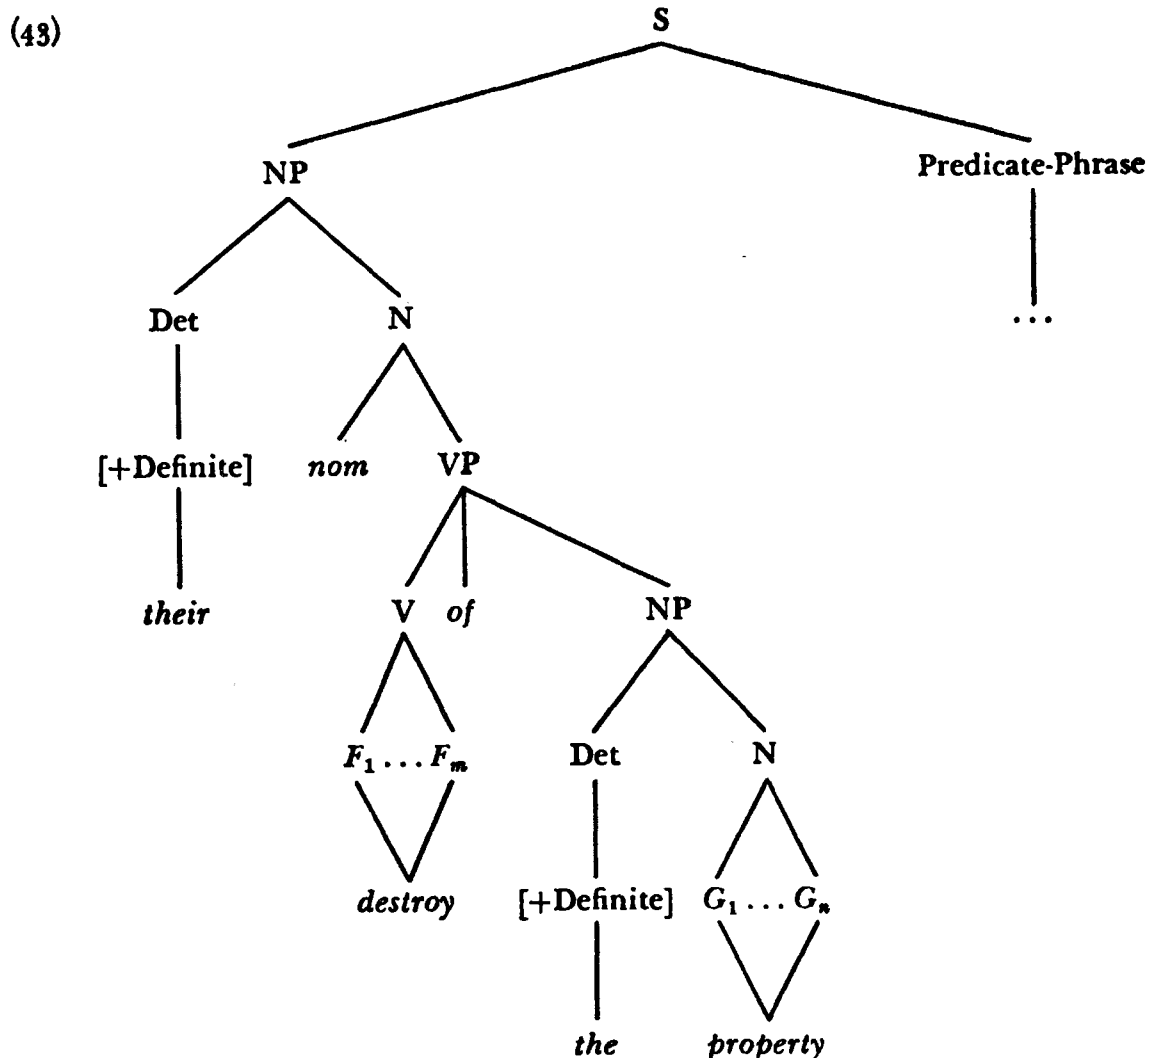 (43)
S
NP Predicate-Phrase
Det N ...
[+Definite] nom VP
their V of NP
F₁ ... Fₘ Det N
destroy [+Definite] G₁ ... Gₙ
the property